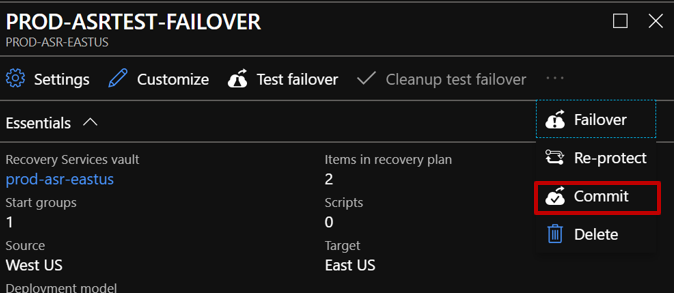 PROD-ASRTEST-FAILOVER
PROD-ASR-EASTUS
Settings Customize Test failover Cleanup test failover ...
Failover
Re-protect
Commit
Delete
Essentials
Recovery Services vault
prod-asr-eastus
Items in recovery plan
2
Start groups
1
Scripts
0
Source
West US
Target
East US
Deployment model